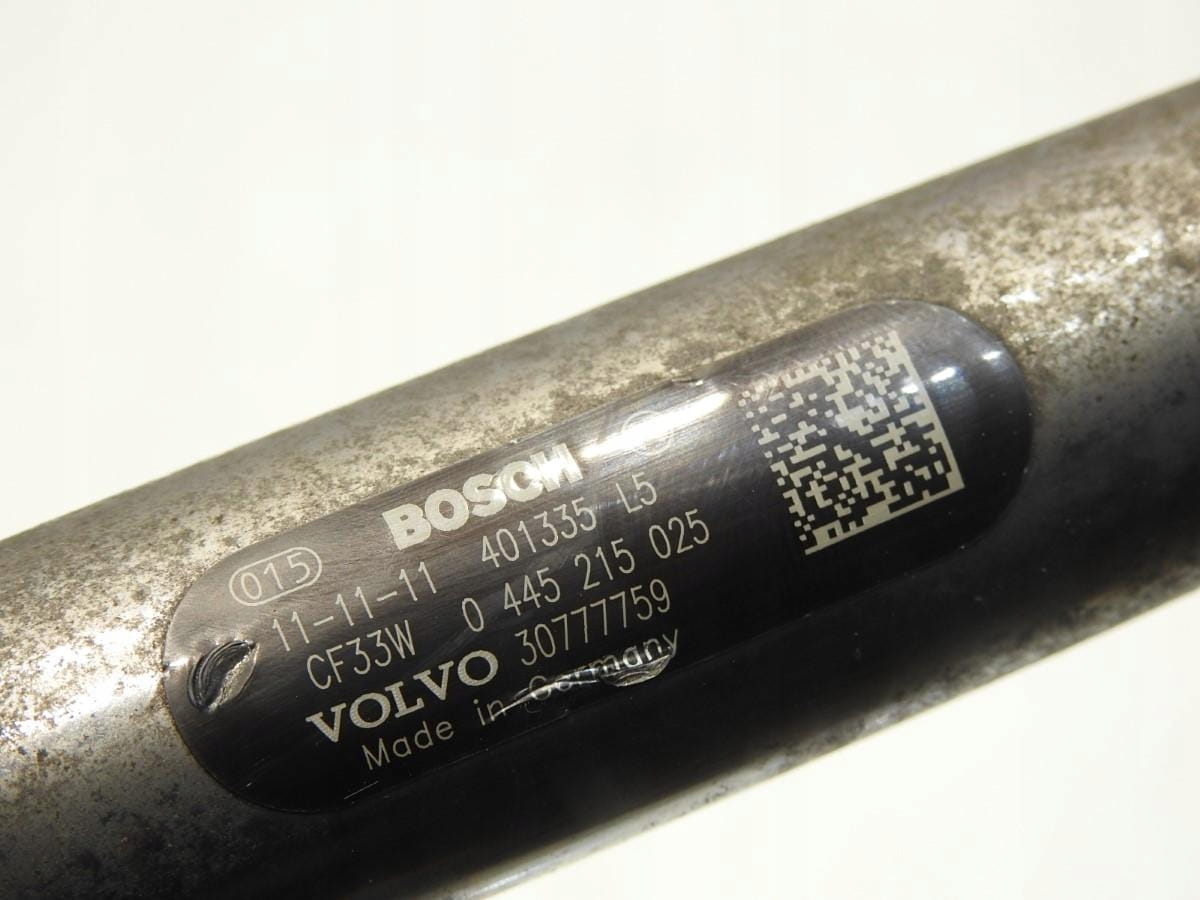 BOSCH
015
11-11-11 401335 L5
CF33W 0 445 215 025
VOLVO 30777759
Made in Germany